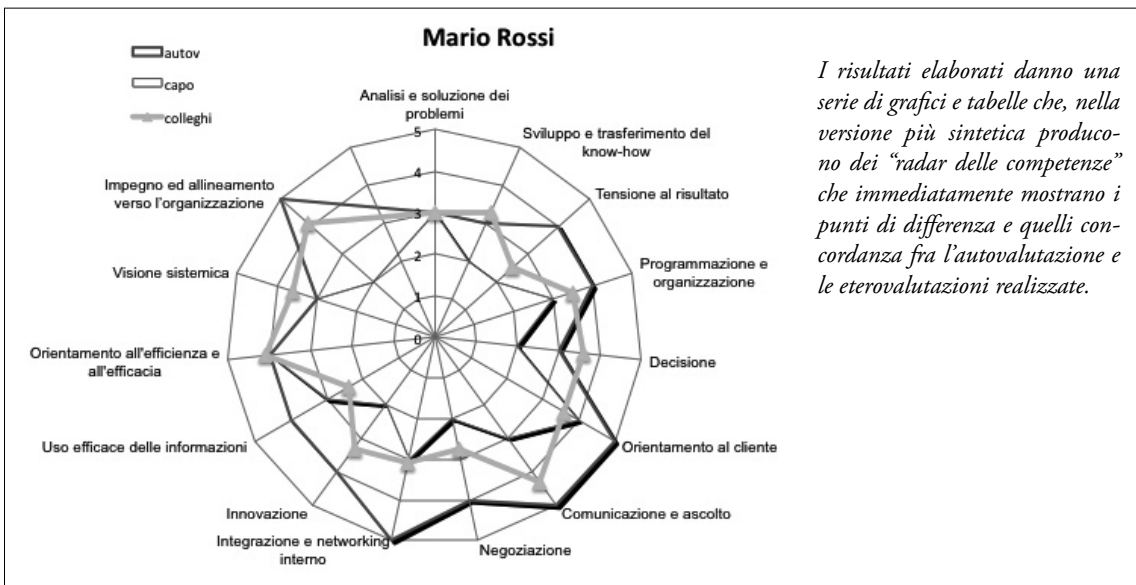 Mario Rossi
autov
capo
colleghi
Analisi e soluzione dei
problemi
Sviluppo e trasferimento del
know-how
Tensione al risultato
Programmazione e
organizzazione
Decisione
Orientamento al cliente
Comunicazione e ascolto
Negoziazione
Integrazione e networking
interno
Innovazione
Uso efficace delle informazioni
Orientamento all'efficienza e
all'efficacia
Visione sistemica
Impegno ed allineamento
verso l'organizzazione
5
4
3
2
1
0
I risultati elaborati danno una
serie di grafici e tabelle che, nella
versione più sintetica produco-
no dei “radar delle competenze”
che immediatamente mostrano i
punti di differenza e quelli con-
cordanza fra l'autovalutazione e
le eterovalutazioni realizzate.